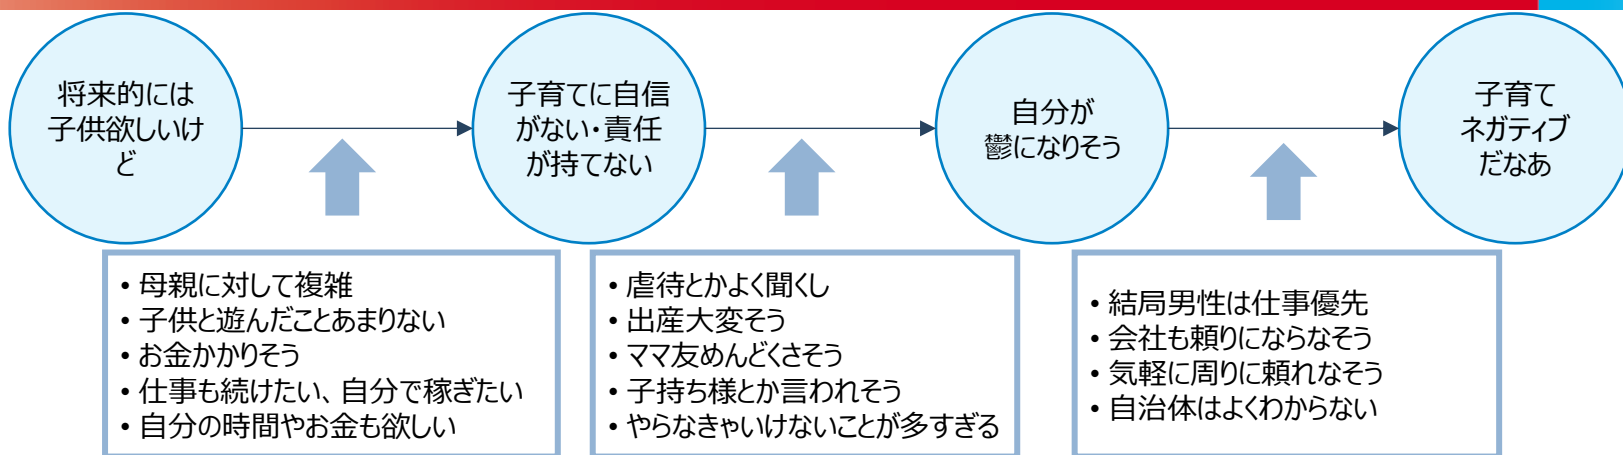 将来的には
子供欲しいけ
ど
子育てに自信
がない・責任
が持てない
自分が
鬱になりそう
子育て
ネガティブ
だなあ
• 母親に対して複雑
• 子供と遊んだことあまりない
• お金かかりそう
• 仕事も続けたい、自分で稼ぎたい
• 自分の時間やお金も欲しい
• 虐待とかよく聞くし
• 出産大変そう
• ママ友めんどくさそう
• 子持ち様とか言われそう
• やらなきゃいけないことが多すぎる
• 結局男性は仕事優先
• 会社も頼りにならなそう
• 気軽に周りに頼れなそう
• 自治体はよくわからない